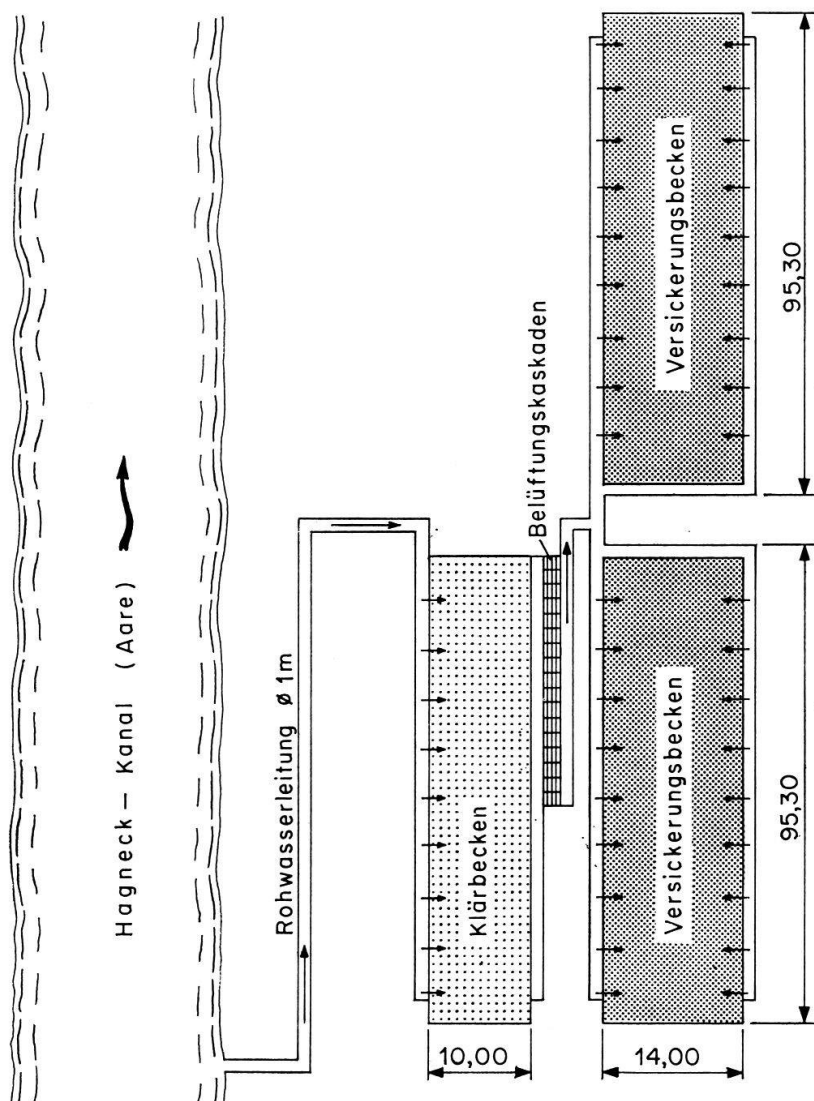 Hagneck – Kanal (Aare)
Rohwasserleitung ø 1m
Klärbecken
Belüftungskaskaden
Versickerungsbecken
95,30
Versickerungsbecken
95,30
10,00
14,00